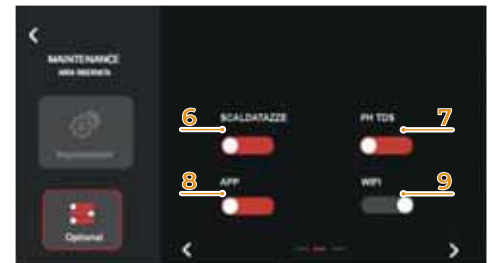 MAINTENANCE
AREA RISERVATA
6
SCALDATAZZE
PH TDS
7
8
APP
WIFI
9
Optional